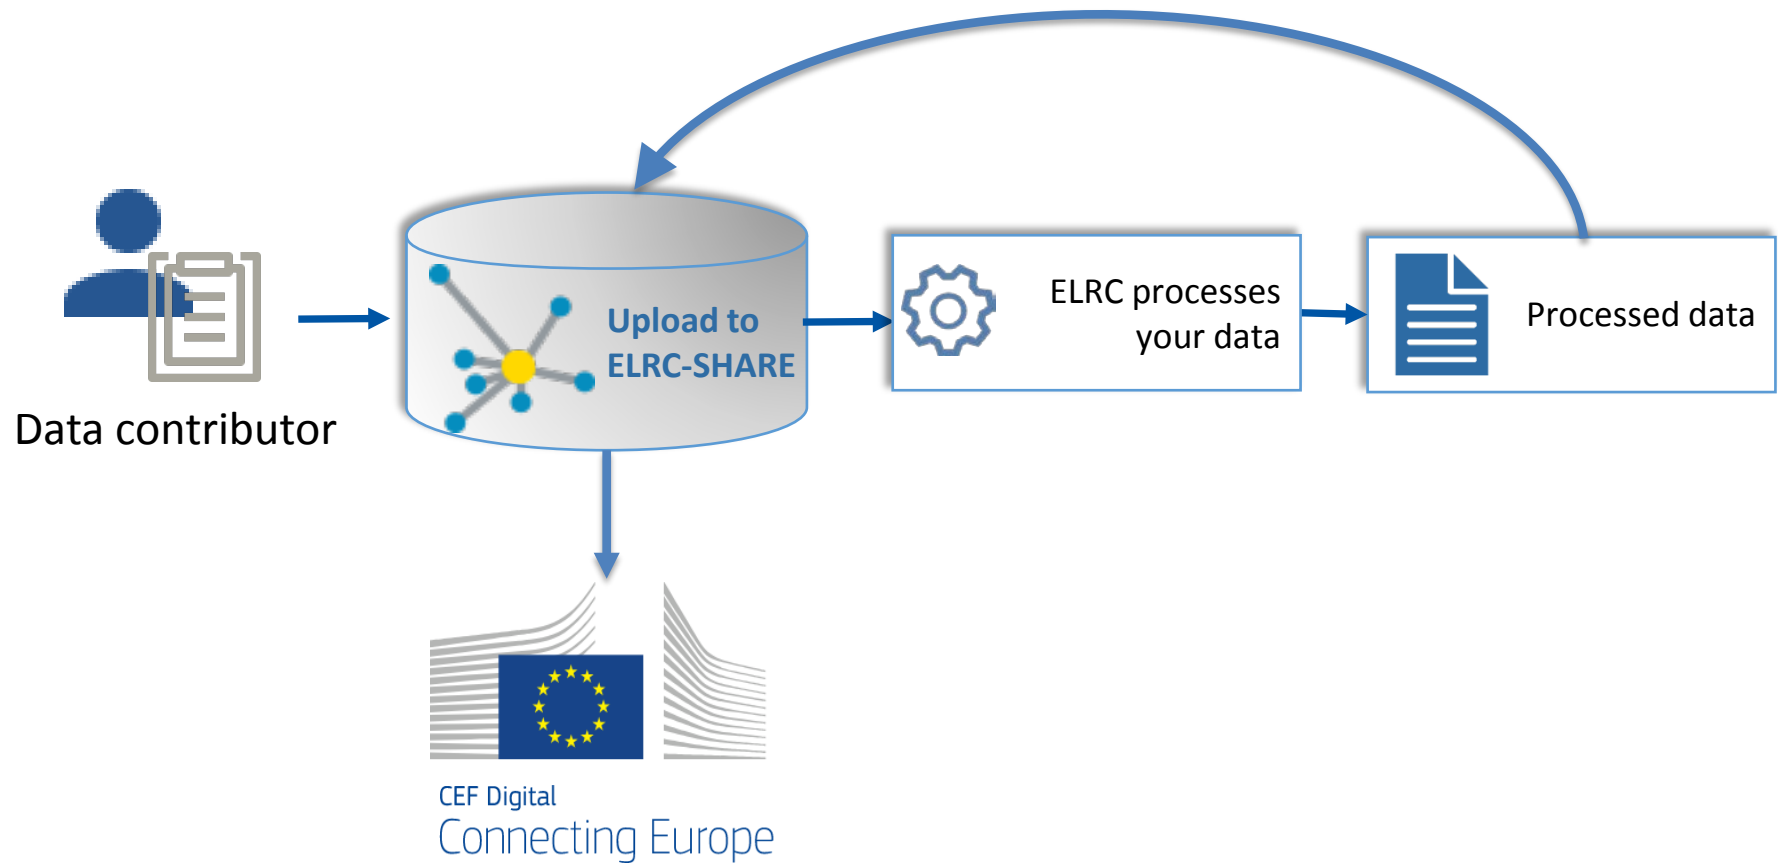 Data contributor
Upload to
ELRC-SHARE
ELRC processes
your data
Processed data
CEF Digital
Connecting Europe